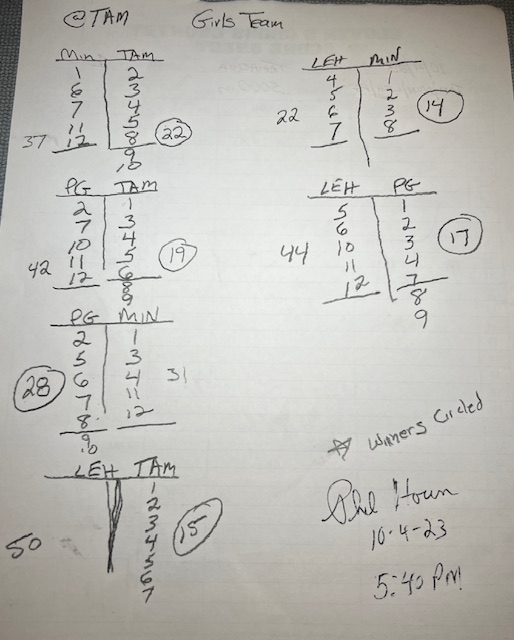 @TAM Girls Team
Min. TAM
1 2
6 3
7 4
11 5
37 12 8 22
9
10
LEH MIN
4 1
5 2
22 6 3 14
7 8
PG TAM
2 1
7 3
10 4
42 11 5 19
12 6
8
9
LEH PG
5 1
6 2
44 10 3 17
11 4
12 7
8
9
PG MIN
2 1
5 3
28 6 4 31
7 11
8 12
9
10
LEH TAM
1
2
3
50 4 15
5
6
7
☆ Winners Circled
10-4-23
5:40 PM